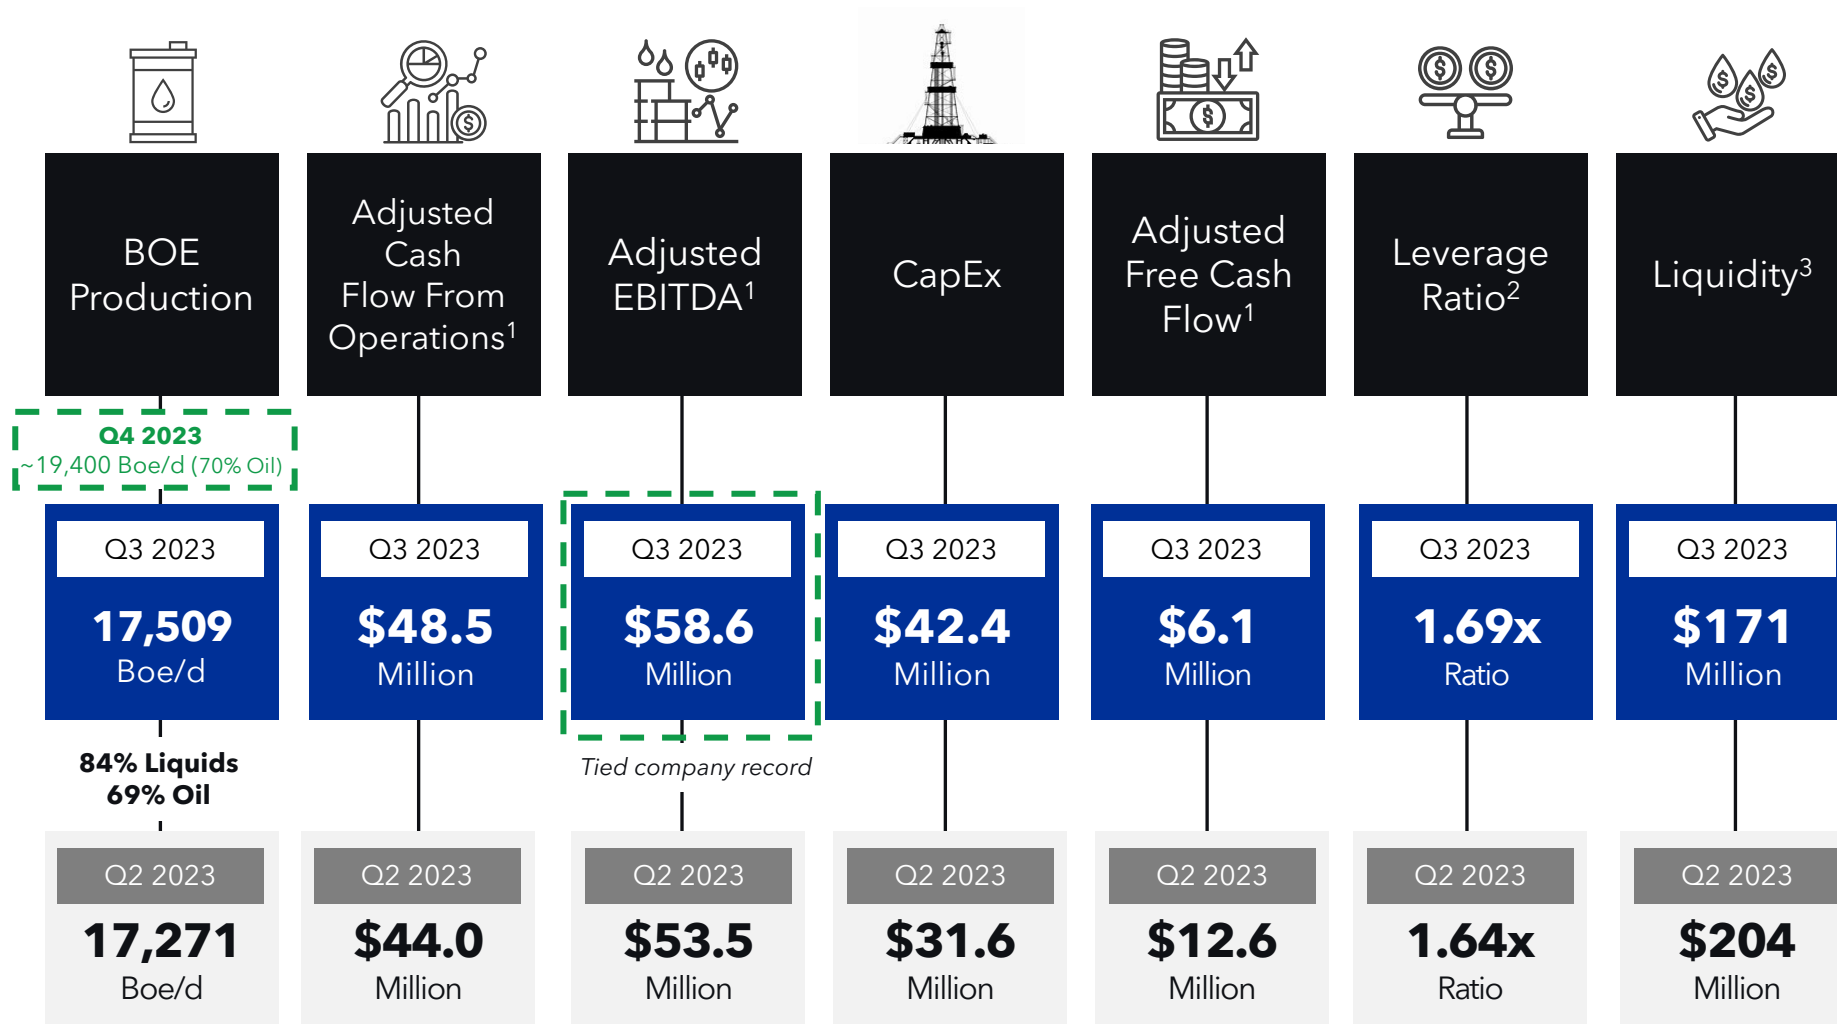 BOE
Production
Adjusted
Cash
Flow From
Operations1
Adjusted
EBITDA1
CapEx
Adjusted
Free Cash
Flow1
Leverage
Ratio2
Liquidity3
Q4 2023
~19,400 Boe/d (70% Oil)
Q3 2023
17,509
Boe/d
Q3 2023
$48.5
Million
Q3 2023
$58.6
Million
Q3 2023
$42.4
Million
Q3 2023
$6.1
Million
Q3 2023
1.69x
Ratio
Q3 2023
$171
Million
84% Liquids
69% Oil
Tied company record
Q2 2023
17,271
Boe/d
Q2 2023
$44.0
Million
Q2 2023
$53.5
Million
Q2 2023
$31.6
Million
Q2 2023
$12.6
Million
Q2 2023
1.64x
Ratio
Q2 2023
$204
Million